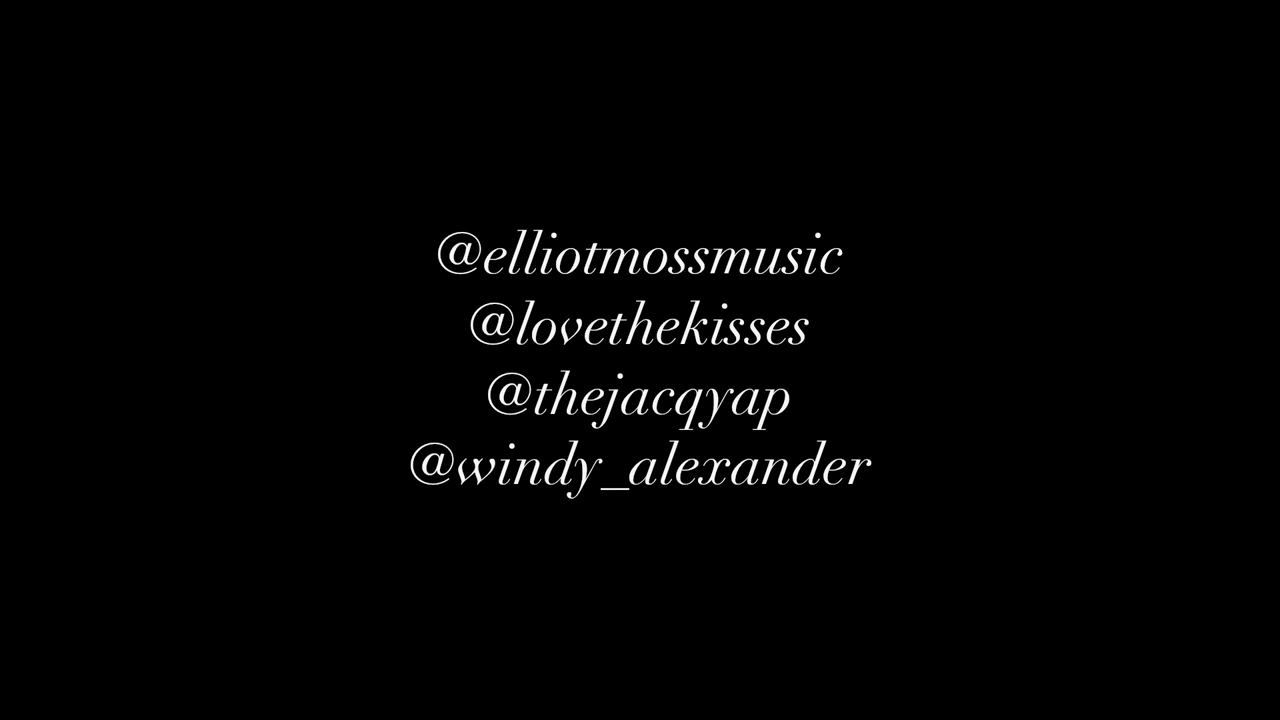 @elliotmossmusic
@lovethekisses
@thejacqyap
@windy_alexander